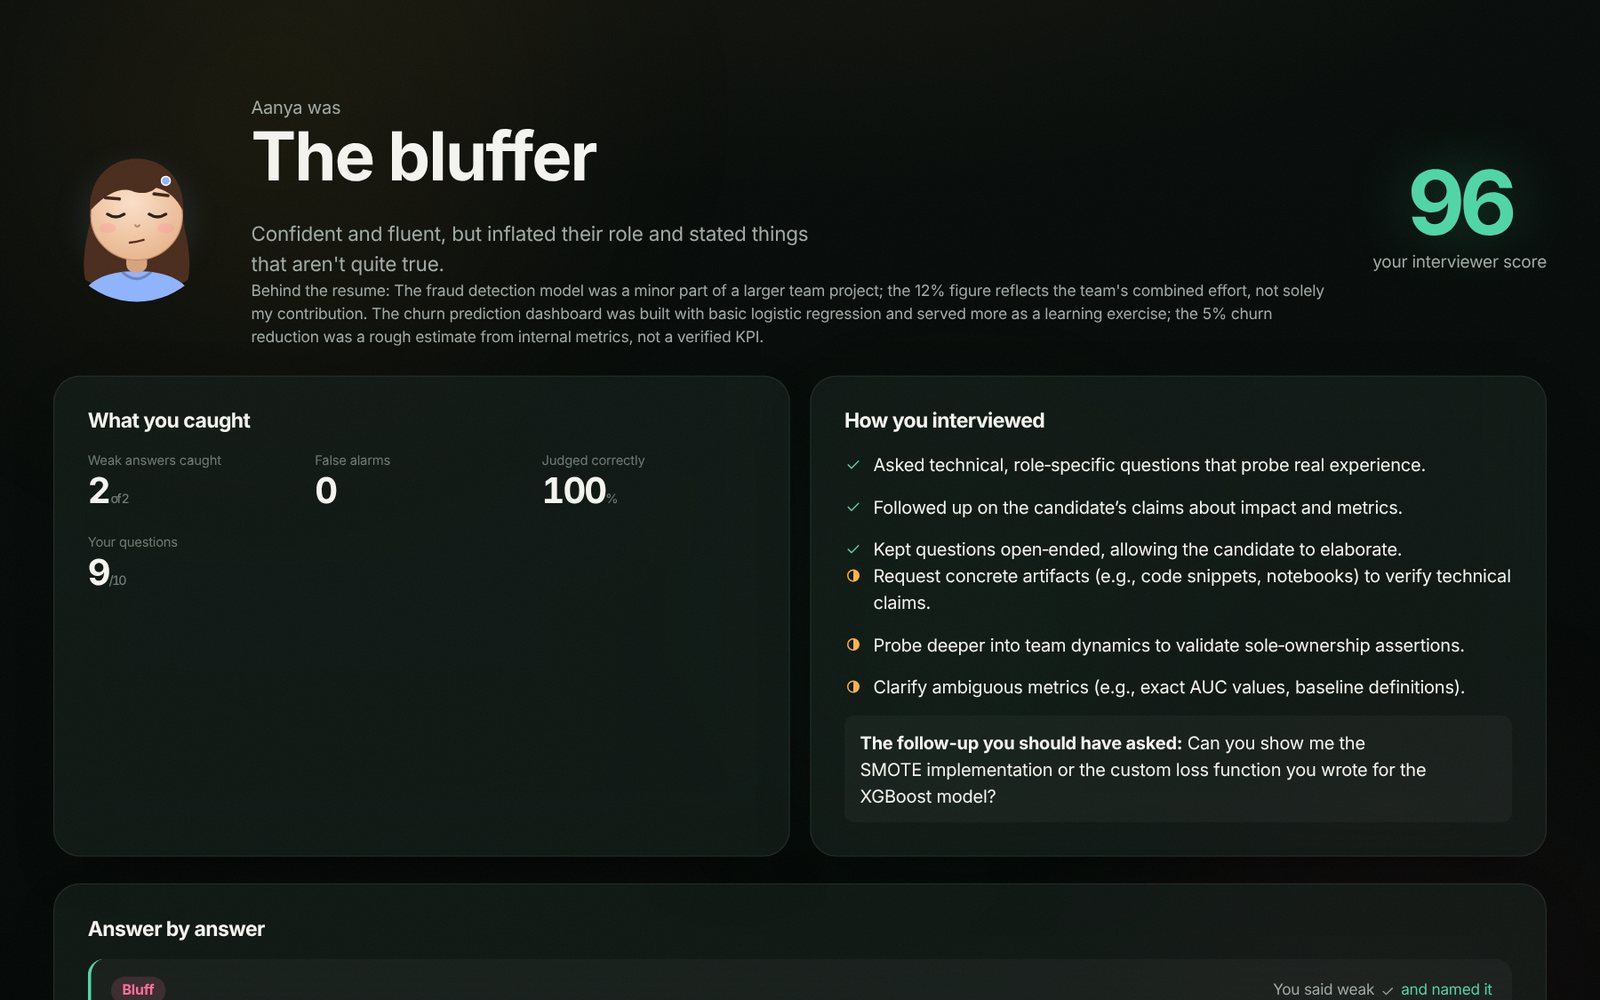 Aanya was
The bluffer
Confident and fluent, but inflated their role and stated things
that aren't quite true.
Behind the resume: The fraud detection model was a minor part of a larger team project; the 12% figure reflects the team's combined effort, not solely
my contribution. The churn prediction dashboard was built with basic logistic regression and served more as a learning exercise; the 5% churn
reduction was a rough estimate from internal metrics, not a verified KPI.
96
your interviewer score
What you caught
Weak answers caught
2 of 2
False alarms
0
Judged correctly
100%
Your questions
9/10
How you interviewed
Asked technical, role-specific questions that probe real experience.
Followed up on the candidate’s claims about impact and metrics.
Kept questions open-ended, allowing the candidate to elaborate.
Request concrete artifacts (e.g., code snippets, notebooks) to verify technical
claims.
Probe deeper into team dynamics to validate sole-ownership assertions.
Clarify ambiguous metrics (e.g., exact AUC values, baseline definitions).
The follow-up you should have asked: Can you show me the
SMOTE implementation or the custom loss function you wrote for the
XGBoost model?
Answer by answer
Bluff
You said weak ✓ and named it